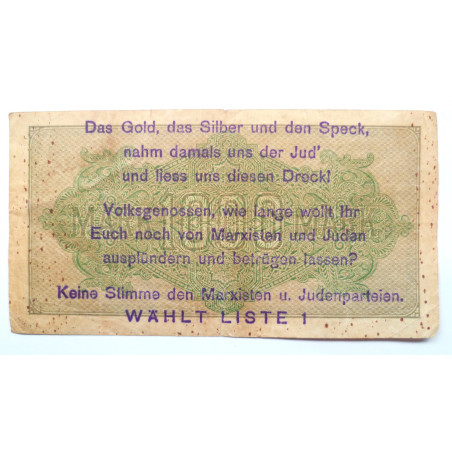 Das Gold, das Silber und den Speck,
nahm damals uns der Jud'
und liess uns diesen Dreck!
Volksgenossen, wie lange wollt Ihr
Euch noch von Marxisten und Juden
ausplündern und betrügen lassen?
Keine Stimme den Marxisten u. Judenparteien.
WÄHLT LISTE 1